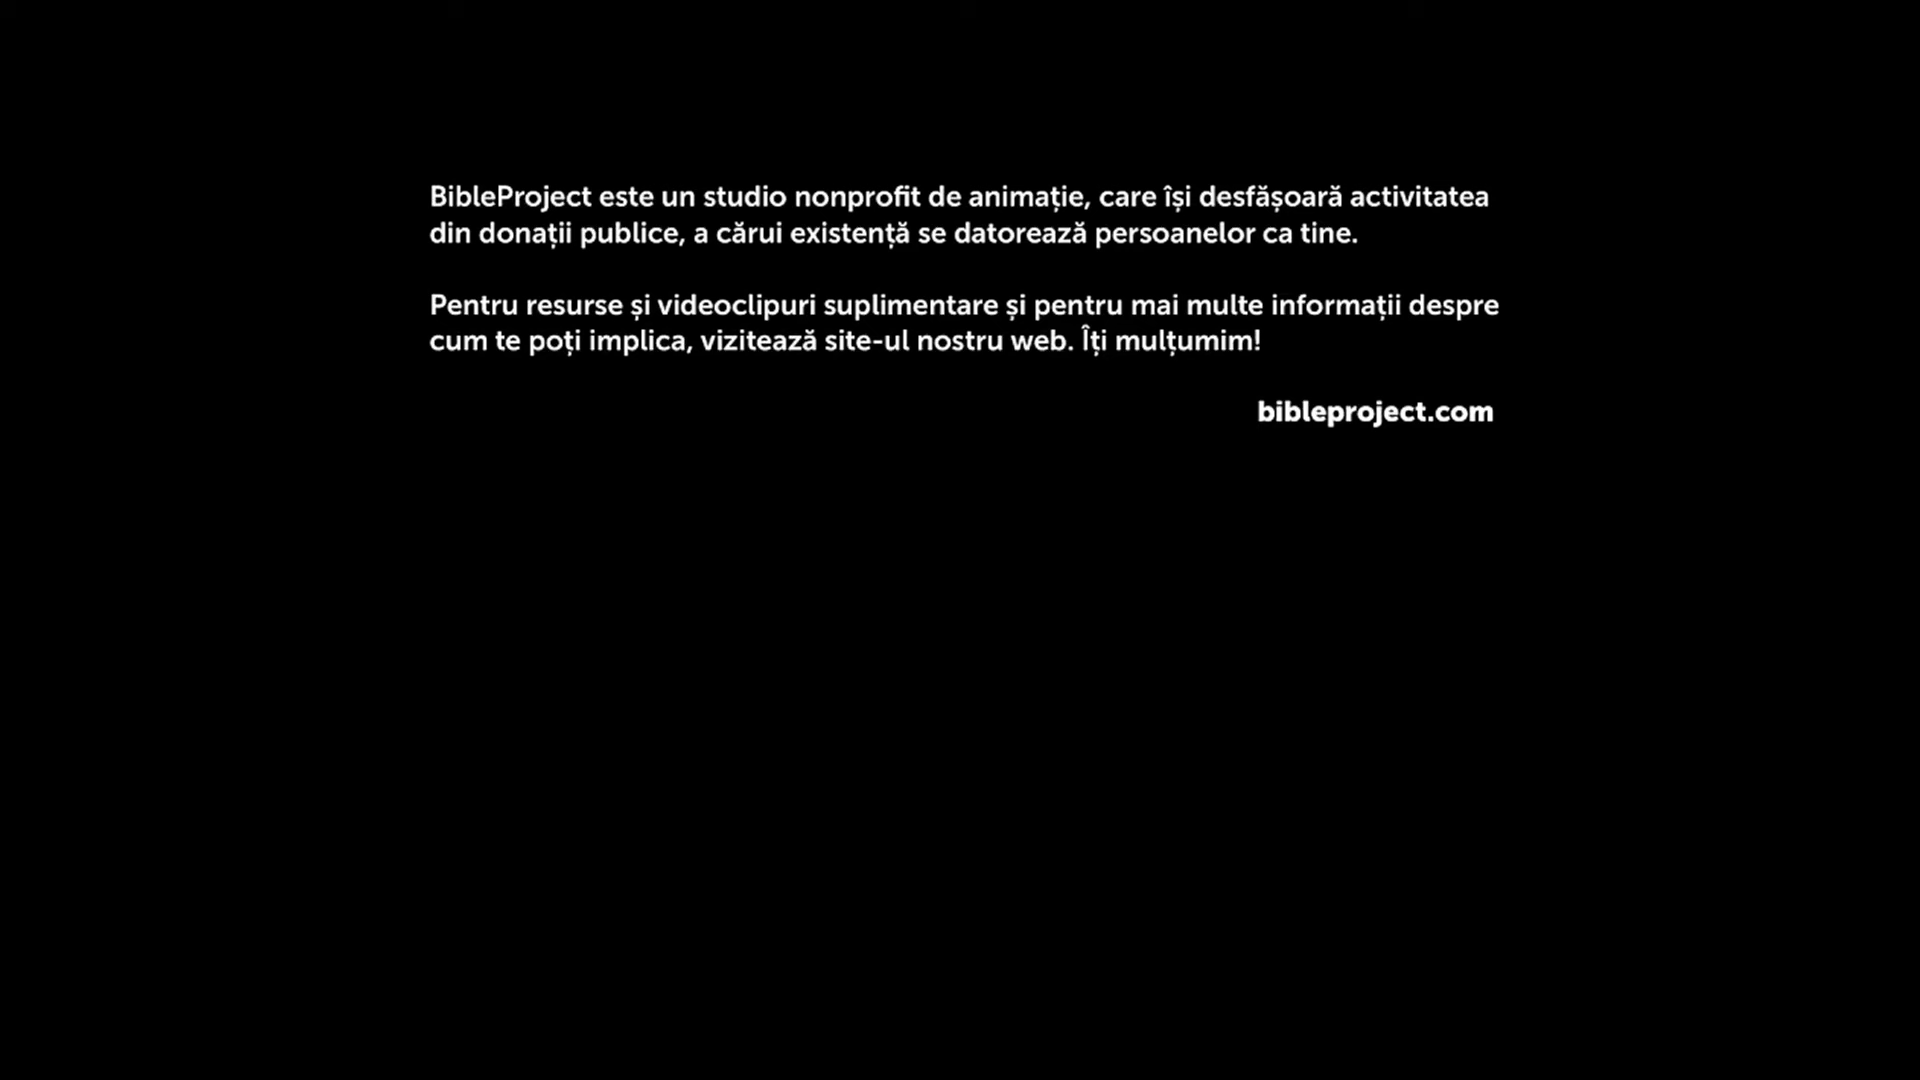 BibleProject este un studio nonprofit de animație, care își desfășoară activitatea
din donații publice, a cărui existență se datorează persoanelor ca tine.
Pentru resurse și videoclipuri suplimentare și pentru mai multe informații despre
cum te poți implica, vizitează site-ul nostru web. Îți mulțumim!
bibleproject.com